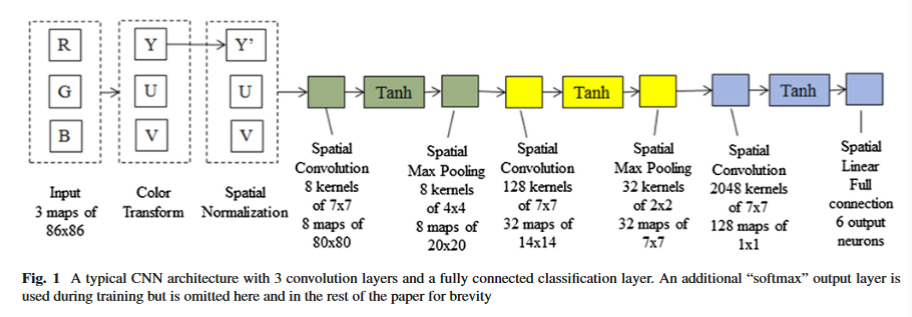 R
G
B
Input
3 maps of
86x86
Y
U
V
Color
Transform
Y’
U
V
Spatial
Normalization
Spatial
Convolution
8 kernels
of 7x7
8 maps of
80x80
Tanh
Spatial
Max Pooling
8 kernels
of 4x4
8 maps of
20x20
Spatial
Convolution
128 kernels
of 7x7
32 maps of
14x14
Tanh
Spatial
Max Pooling
32 kernels
of 2x2
32 maps of
7x7
Spatial
Convolution
2048 kernels
of 7x7
128 maps of
1x1
Tanh
Spatial
Linear
Full
connection
6 output
neurons
Fig. 1 A typical CNN architecture with 3 convolution layers and a fully connected classification layer. An additional “softmax” output layer is
used during training but is omitted here and in the rest of the paper for brevity